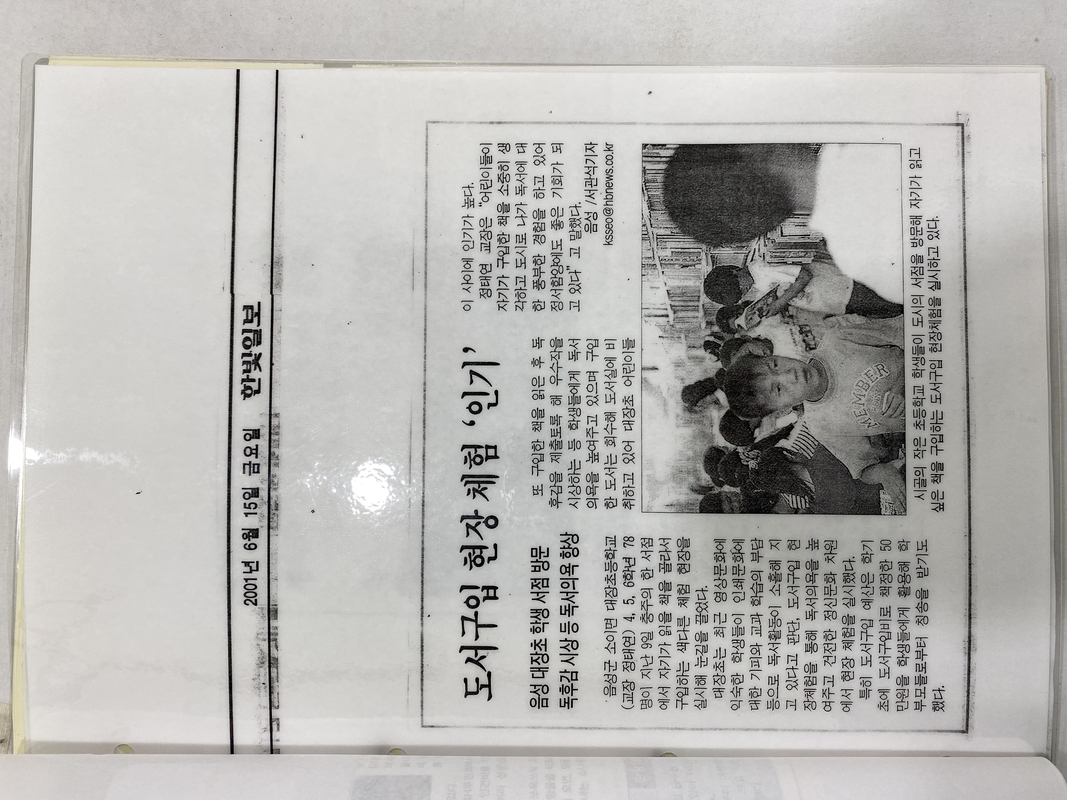 2001년 6월 15일 금요일 한빛일보
도서구입 현장 체험 ‘인기’
음성 대장초 학생 서점 방문
독후감 시상 등 독서의욕 향상
음성군 소이면 대장초등학교
(교장 정태연) 4, 5, 6학년 78
명이 지난 9일 충주의 한 서점
에서 자기가 읽을 책을 골라서
구입하는 색다른 체험 현장을
실시해 눈길을 끌었다.
대장초는 최근 영상문화에
익숙한 학생들이 인쇄문화에
대한 기피와 교과 학습의 부담
등으로 독서활동이 소홀해 지
고 있다고 판단, 도서구입 현
장체험을 통해 독서의욕을 높
여주고 건전한 정신문화 차원
에서 현장 체험을 실시했다.
특히 도서구입 예산은 학기
초에 도서구입비로 책정한 50
만원을 학생들에게 활용해 학
부모들로부터 칭송을 받기도
했다.
또 구입한 책을 읽은 후 독
후감을 제출토록 해 우수작을
시상하는 등 학생들에게 독서
의욕을 높여주고 있으며 구입
한 도서는 회수해 도서실에 비
취하고 있어 대장초 어린이들
이 사이에 인기가 높다.
정태연 교장은 “어린이들이
자기가 구입한 책을 소중히 생
각하고 도시로 나가 독서에 대
한 풍부한 경험을 하고 있어
정서함양에도 좋은 기회가 되
고 있다” 고 말했다.
음성 /서관석기자
ksseo@hbnews.co.kr
MEMBER
시골의 작은 초등학교 학생들이 도시의 서점을 방문해 자기가 읽고
싶은 책을 구입하는 도서구입 현장체험을 실시하고 있다.